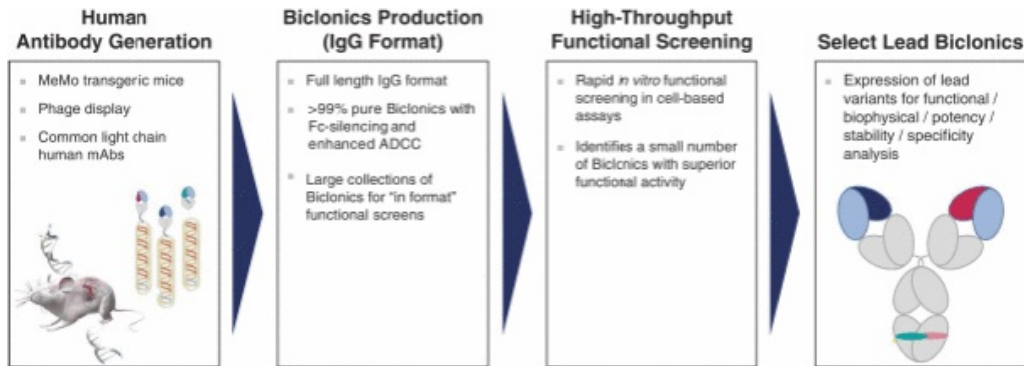 Human
Antibody Generation
MeMo transgeric mice
Phage display
Common light chain
human mAbs
Biclonics Production
(IgG Format)
Full length IgG format
>99% pure Biclonics with
Fc-silencing and
enhanced ADCC
Large collections of
Biclonics for "in format"
functional screens
High-Throughput
Functional Screening
Rapid in vitro functional
screening in cell-based
assays
Identifies a small number
of Biclcnics with superior
functional activity
Select Lead Biclonics
Expression of lead
variants for functional /
biophysical / potency /
stability / specificity
analysis